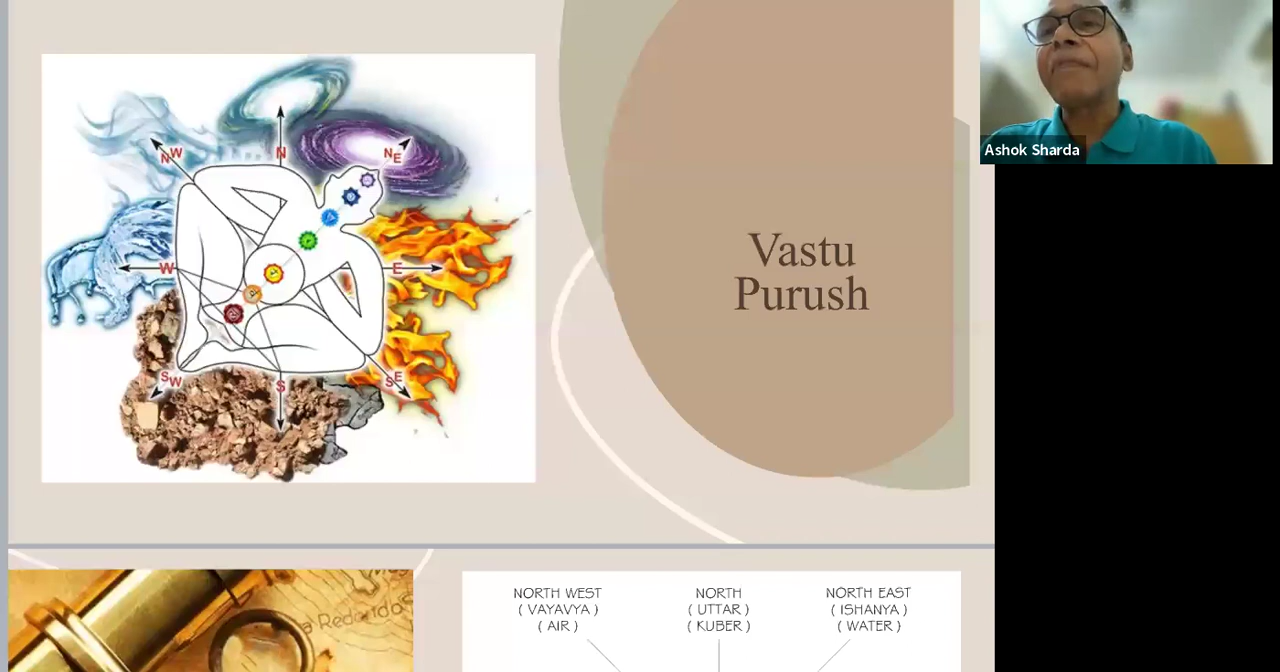 N
NW
NE
W
E
SW
S
SE
Vastu
Purush
Ashok Sharda
Redondo
NORTH WEST
( VAYAVYA )
( AIR )
NORTH
( UTTAR )
( KUBER )
NORTH EAST
( ISHANYA )
( WATER )